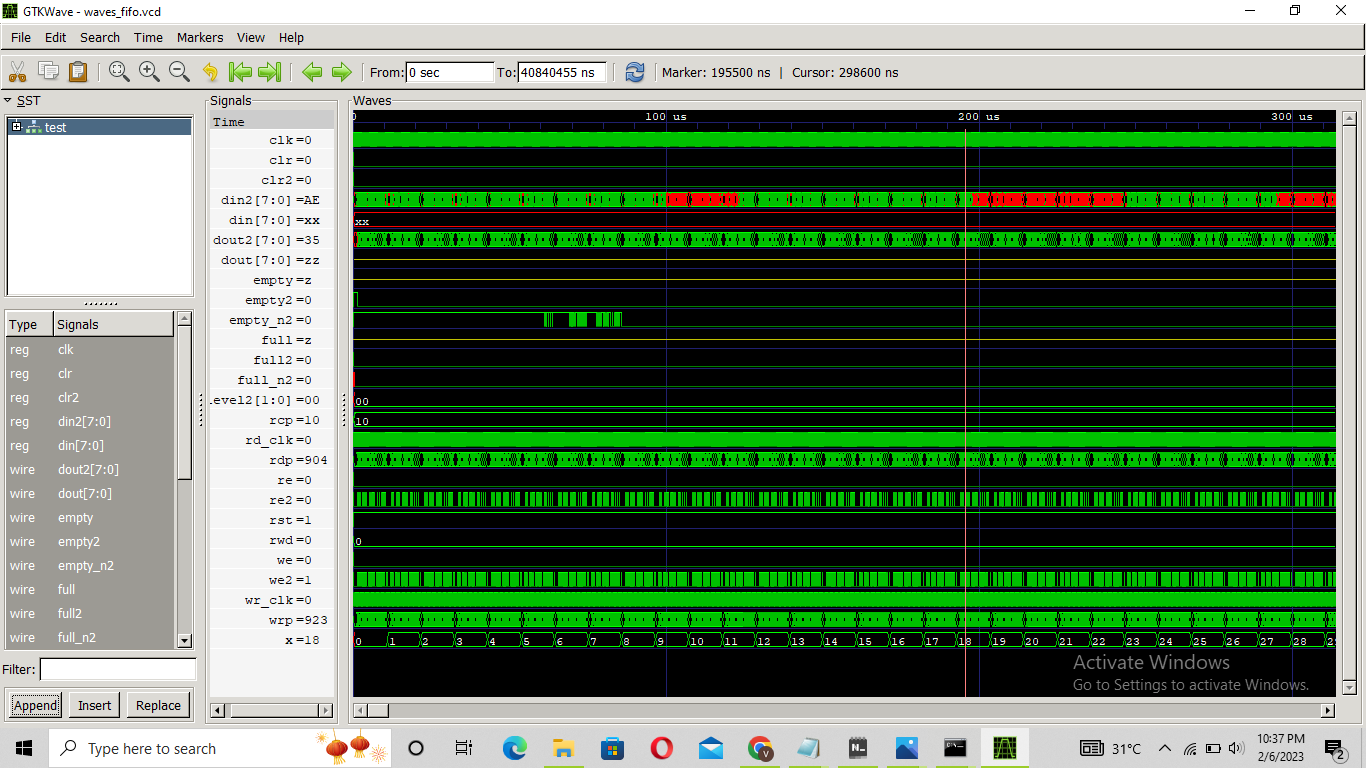 GTKWave - waves_fifo.vcd
File Edit Search Time Markers View Help
From: 0 sec To: 40840455 ns Marker: 195500 ns | Cursor: 298600 ns
SST
test
Type Signals
reg clk
reg clr
reg clr2
reg din2[7:0]
reg din[7:0]
wire dout2[7:0]
wire dout[7:0]
wire empty
wire empty2
wire empty_n2
wire full
wire full2
wire full_n2
Filter:
Append Insert Replace
Signals
Time
clk=0
clr=0
clr2=0
din2[7:0]=AE
din[7:0]=xx
dout2[7:0]=35
dout[7:0]=zz
empty=z
empty2=0
empty_n2=0
full=z
full2=0
full_n2=0
level2[1:0]=00
rcp=10
rd_clk=0
rdp=904
re=0
re2=0
rst=1
rwd=0
we=0
we2=1
wr_clk=0
wrp=923
x=18
Waves
0 100 us 200 us 300 us
xx
00
10
0
0 1 2 3 4 5 6 7 8 9 10 11 12 13 14 15 16 17 18 19 20 21 22 23 24 25 26 27 28 29
Activate Windows
Go to Settings to activate Windows.
Type here to search
31°C
10:37 PM
2/6/2023
2